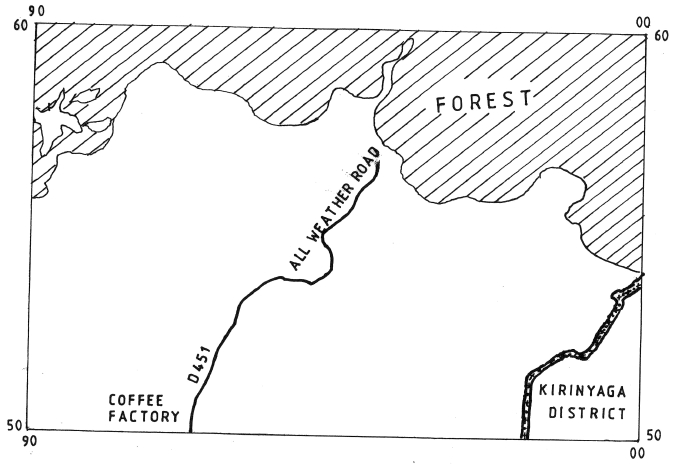 90
00
60
60
FOREST
ALL WEATHER ROAD
D451
COFFEE
FACTORY
KIRINYAGA
DISTRICT
50
50
90
00